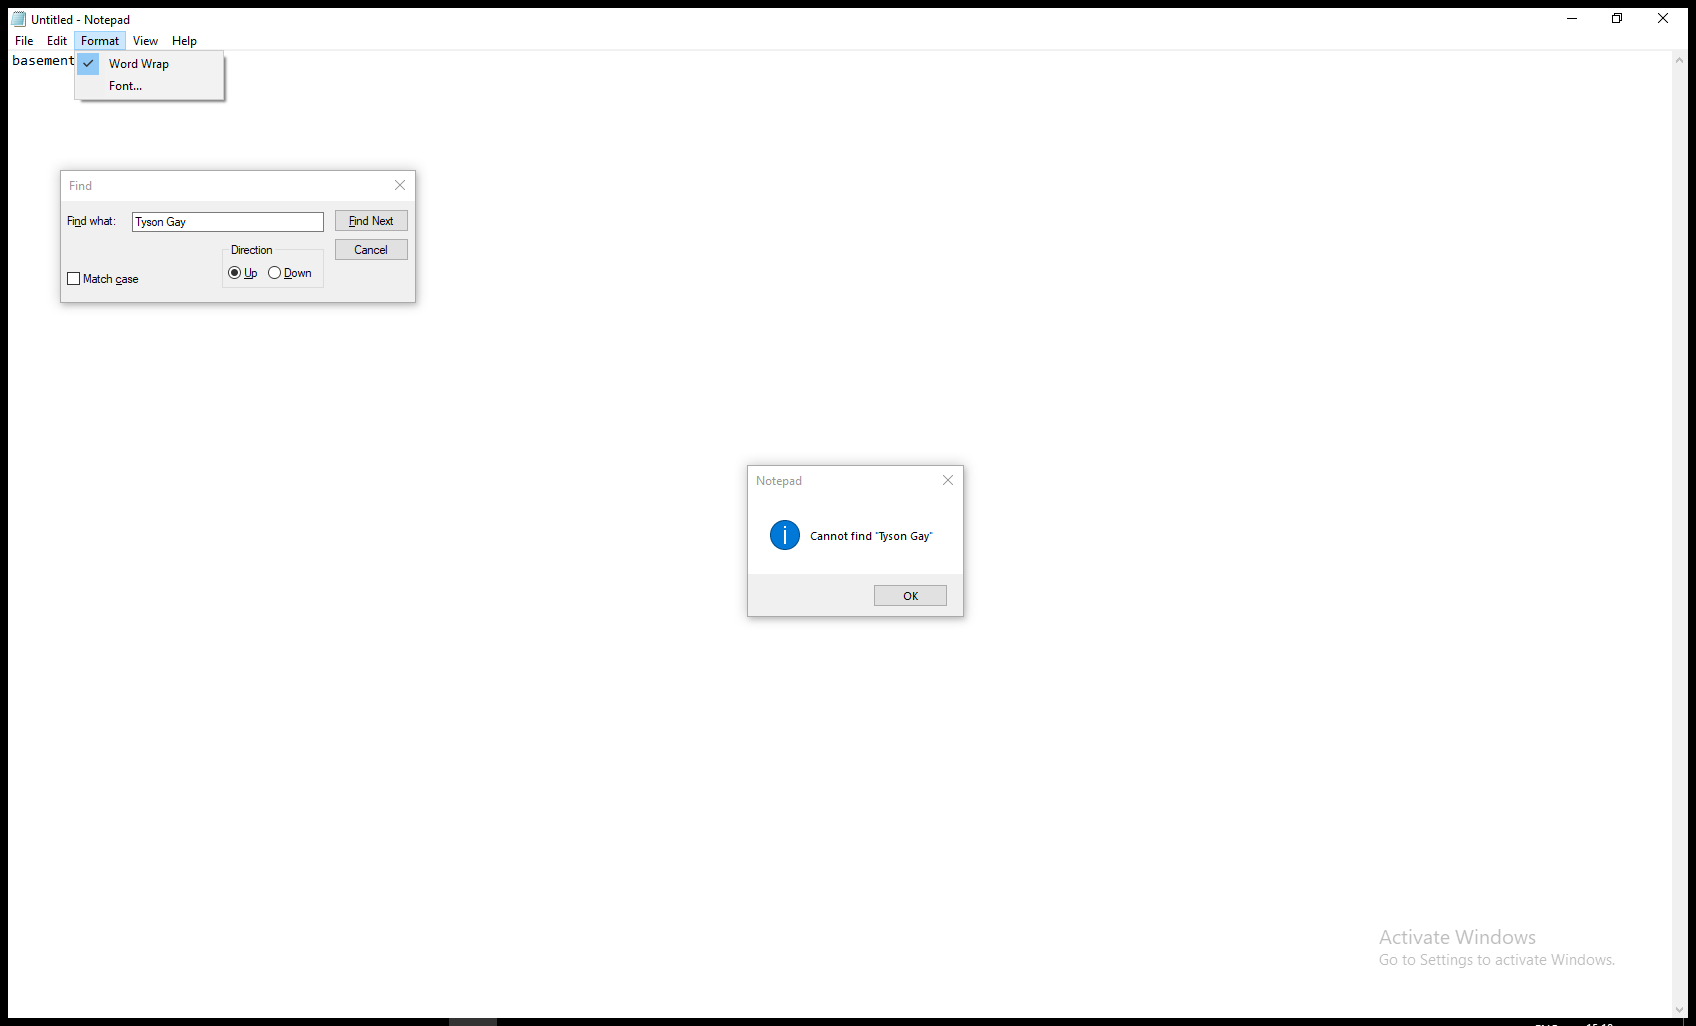 Untitled - Notepad
File Edit Format View Help
basement
Word Wrap
Font...
Find
Find what: Tyson Gay Find Next
Direction Cancel
Up Down
Match case
Notepad
Cannot find "Tyson Gay"
OK
Activate Windows
Go to Settings to activate Windows.